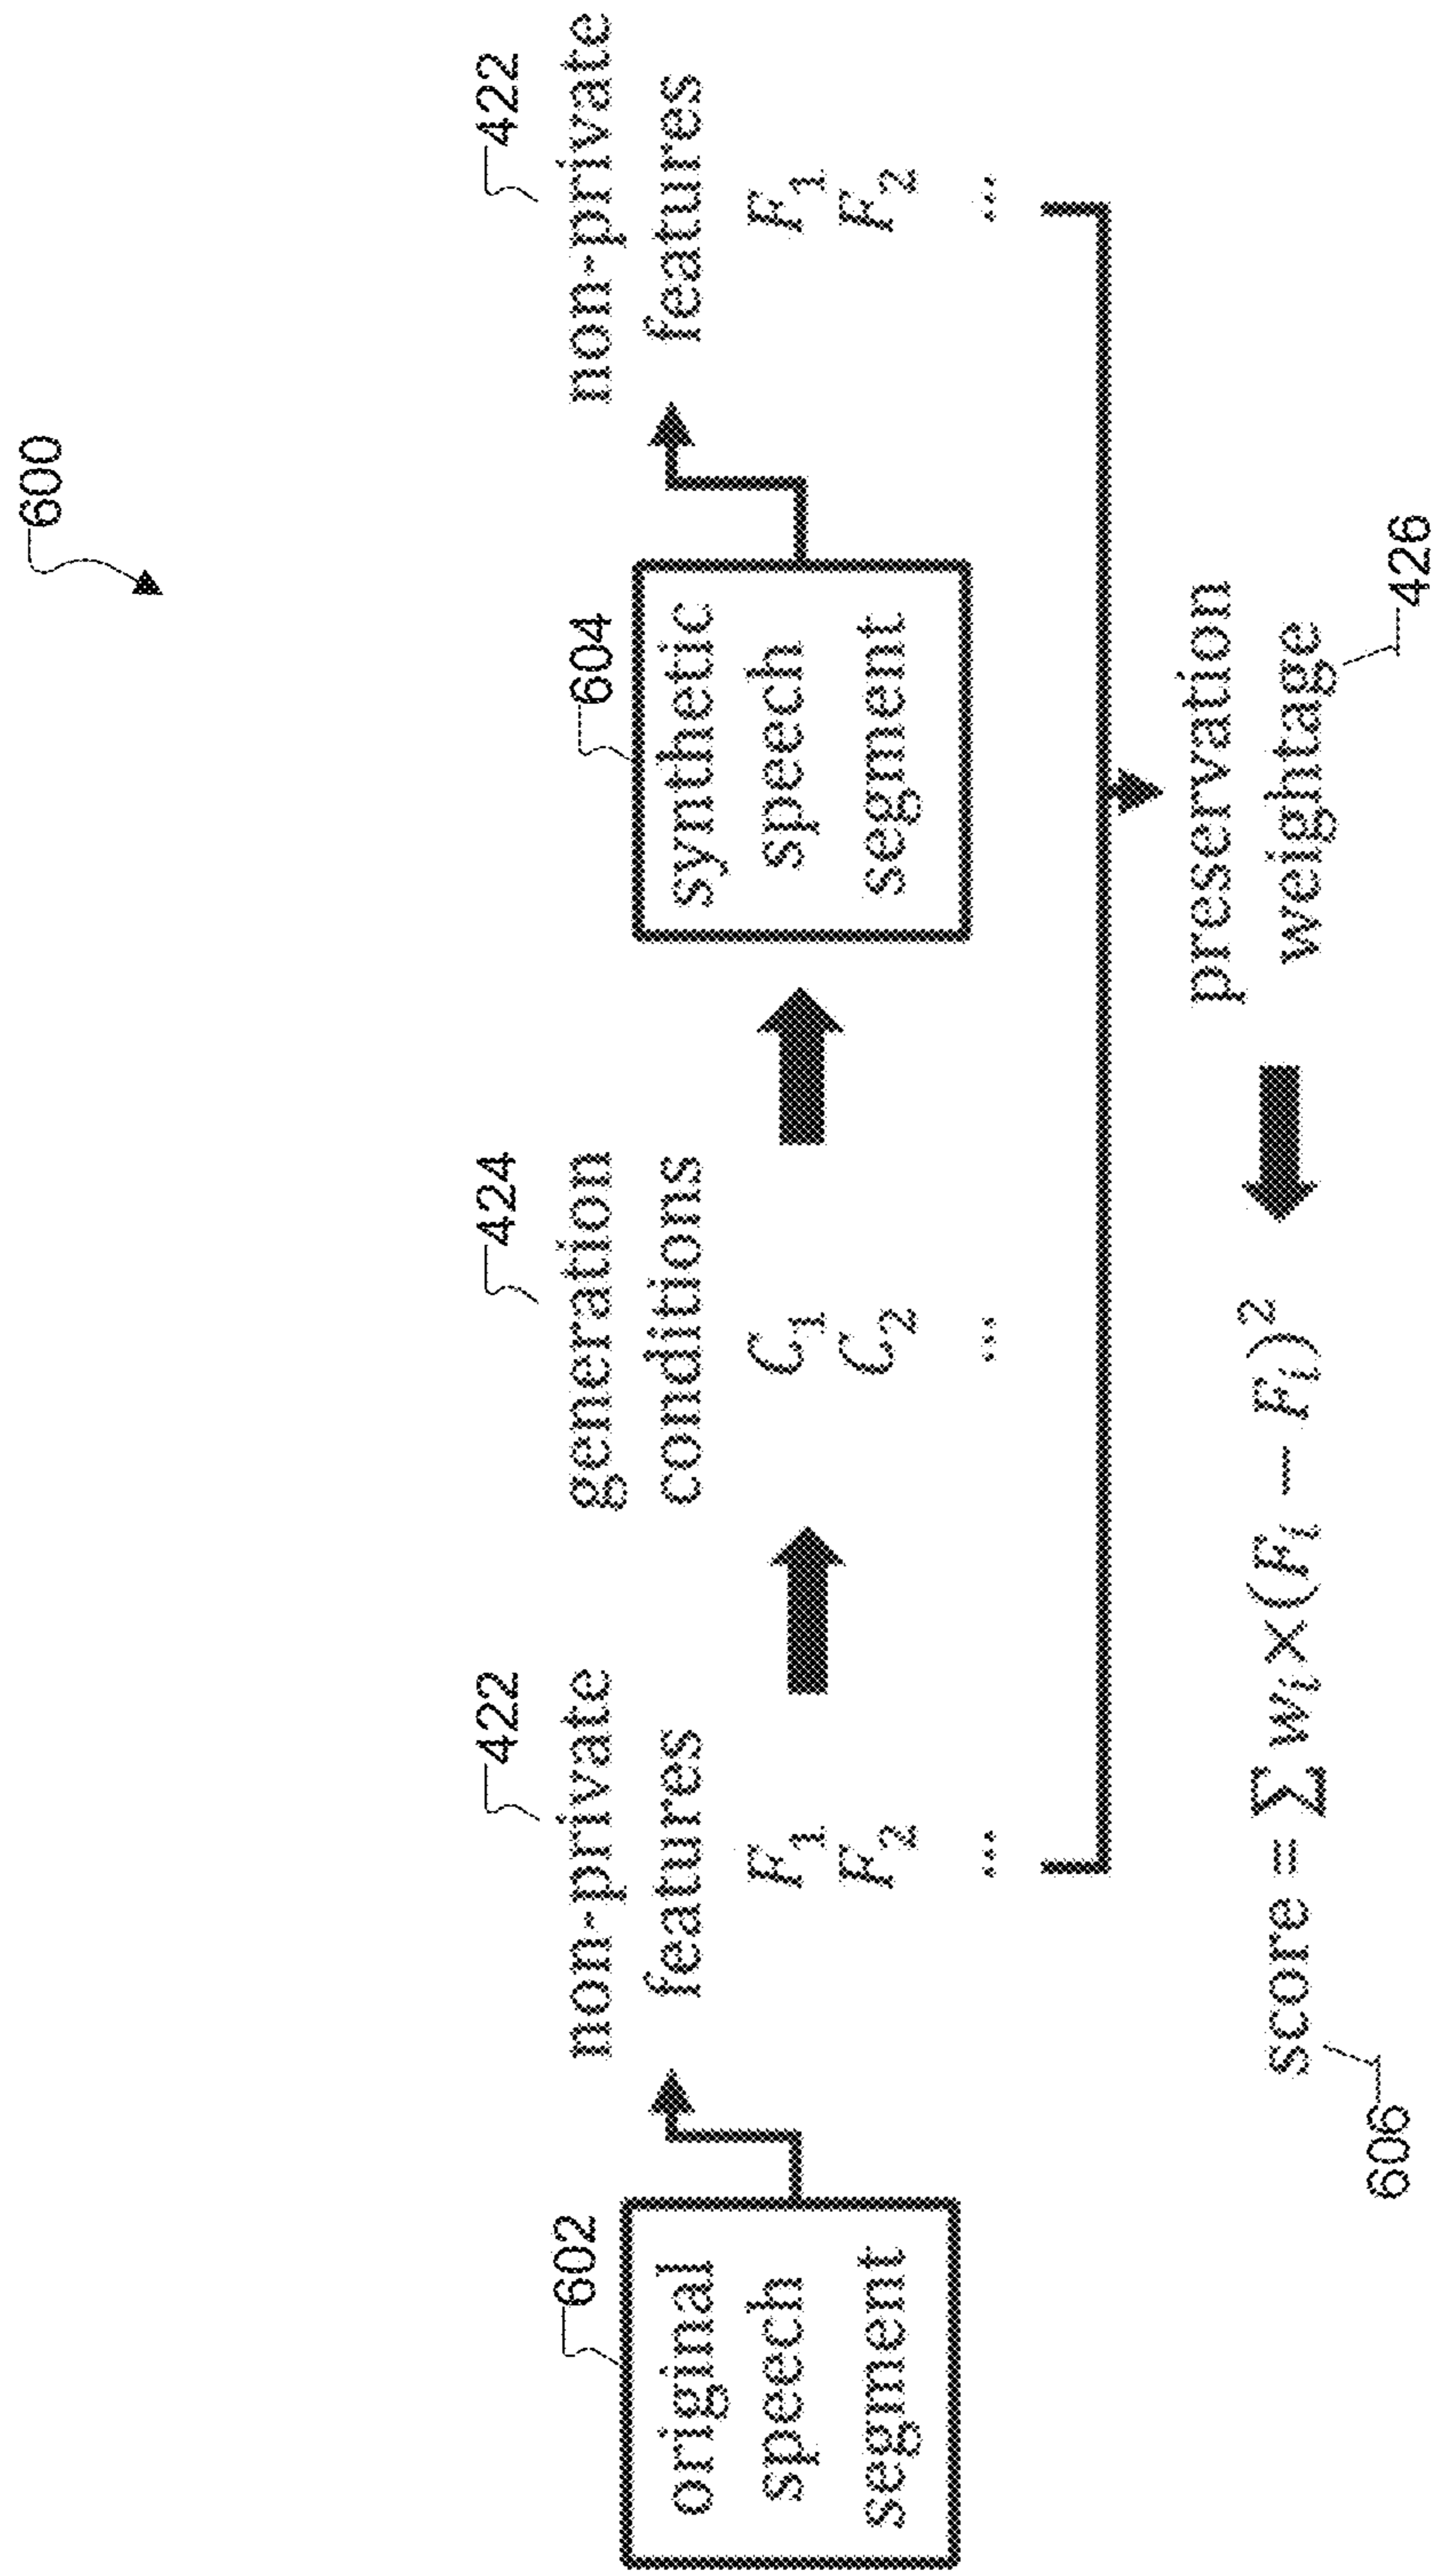 600
602
original
speech
segment
422
non-private
features
F₁
F₂
...
424
generation
conditions
C₁
C₂
...
604
synthetic
speech
segment
422
non-private
features
F₁
F₂
...
preservation
weightage
426
score = ∑ wᵢ×(Fᵢ − Fᵢ)²
606